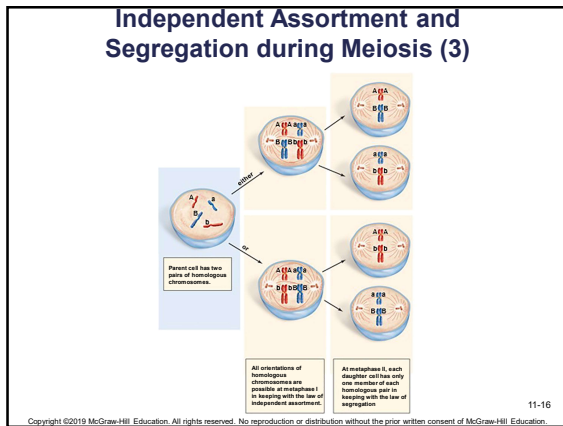 Independent Assortment and
Segregation during Meiosis (3)
A A
B B
A A a a
B B b b
a a
b b
either
A
a
B
b
or
Parent cell has two
pairs of homologous
chromosomes.
A A
b b
A A a a
b b B B
a a
B B
All orientations of
homologous
chromosomes are
possible at metaphase I
in keeping with the law of
independent assortment.
At metaphase II, each
daughter cell has only
one member of each
homologous pair in
keeping with the law of
segregation
11-16
Copyright ©2019 McGraw-Hill Education. All rights reserved. No reproduction or distribution without the prior written consent of McGraw-Hill Education.